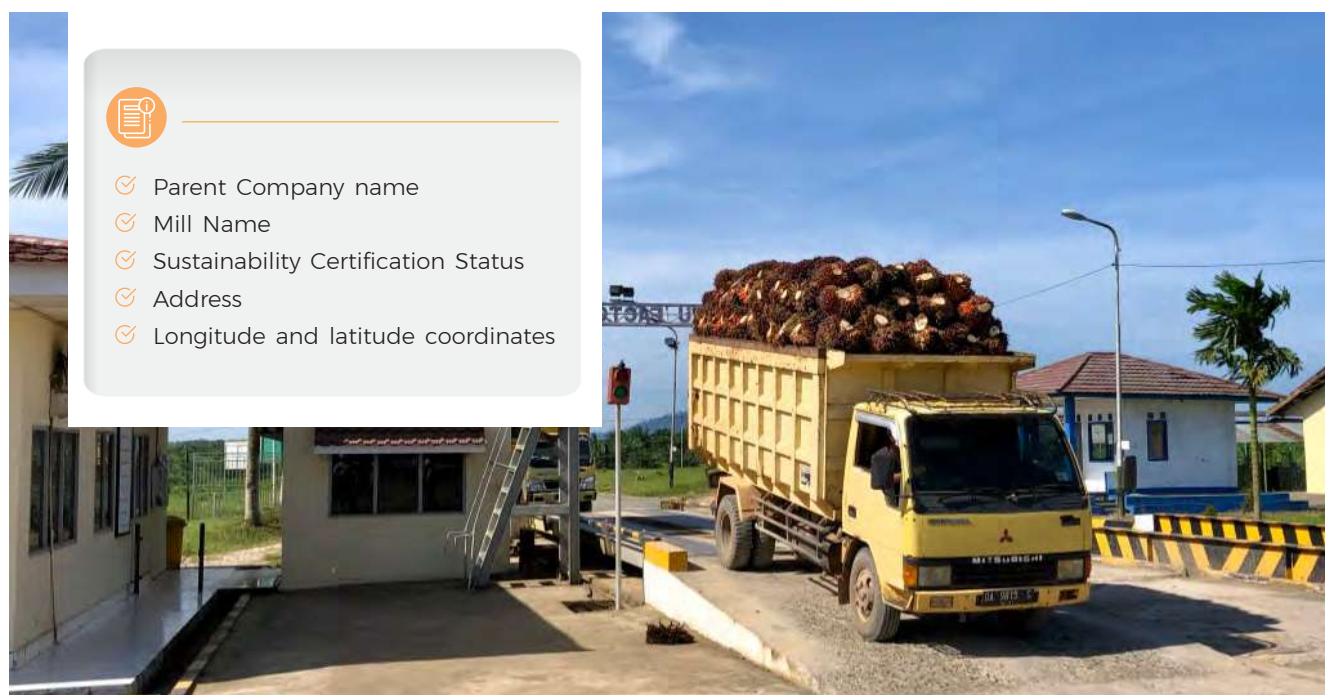 Parent Company name
Mill Name
Sustainability Certification Status
Address
Longitude and latitude coordinates
MITSUBISHI